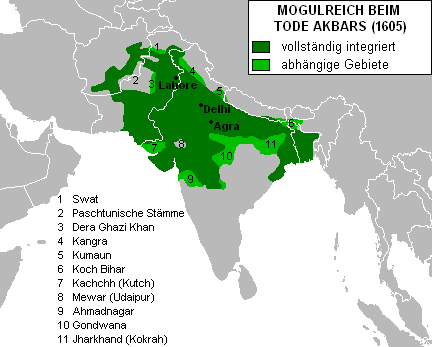 MOGULREICH BEIM
TODE AKBARS (1605)
vollständig integriert
abhängige Gebiete
1
2
3
4
Lahore
5
Delhi
Agra
6
7
8
9
10
11
1 Swat
2 Paschtunische Stämme
3 Dera Ghazi Khan
4 Kangra
5 Kumaun
6 Koch Bihar
7 Kachchh (Kutch)
8 Mewar (Udaipur)
9 Ahmadnagar
10 Gondwana
11 Jharkhand (Kokrah)